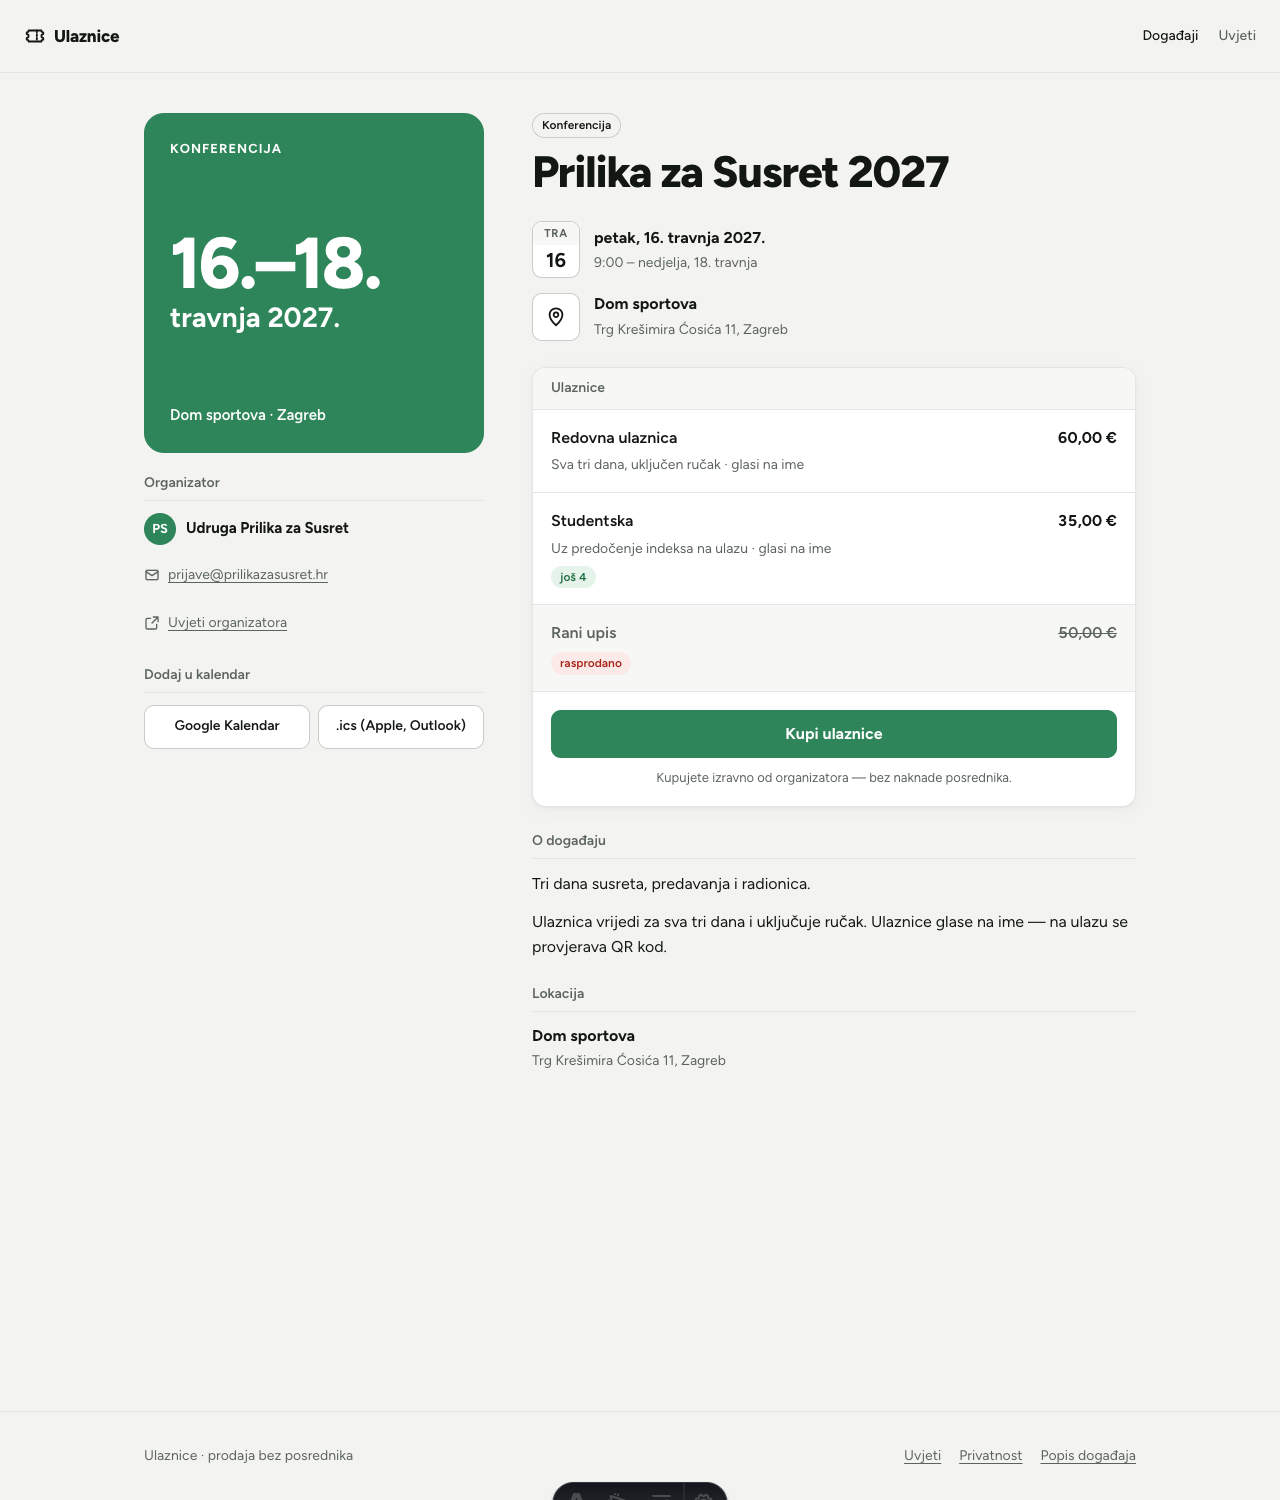 Ulaznice
Događaji
Uvjeti
KONFERENCIJA
16.–18.
travnja 2027.
Dom sportova · Zagreb
Organizator
PS
Udruga Prilika za Susret
prijave@prilikazasusret.hr
Uvjeti organizatora
Dodaj u kalendar
Google Kalendar
.ics (Apple, Outlook)
Konferencija
Prilika za Susret 2027
TRA
16
petak, 16. travnja 2027.
9:00 – nedjelja, 18. travnja
Dom sportova
Trg Krešimira Ćosića 11, Zagreb
Ulaznice
Redovna ulaznica
60,00 €
Sva tri dana, uključen ručak · glasi na ime
Studentska
35,00 €
Uz predočenje indeksa na ulazu · glasi na ime
još 4
Rani upis
50,00 €
rasprodano
Kupi ulaznice
Kupujete izravno od organizatora — bez naknade posrednika.
O događaju
Tri dana susreta, predavanja i radionica.
Ulaznica vrijedi za sva tri dana i uključuje ručak. Ulaznice glase na ime — na ulazu se
provjerava QR kod.
Lokacija
Dom sportova
Trg Krešimira Ćosića 11, Zagreb
Ulaznice · prodaja bez posrednika
Uvjeti
Privatnost
Popis događaja